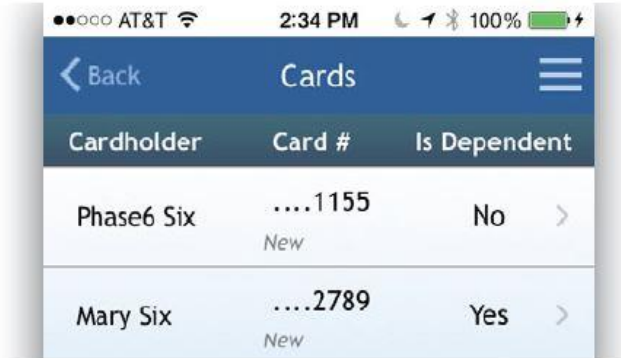 AT&T 2:34 PM 100%
Back Cards
Cardholder Card # Is Dependent
Phase6 Six ....1155 No
New
Mary Six ....2789 Yes
New